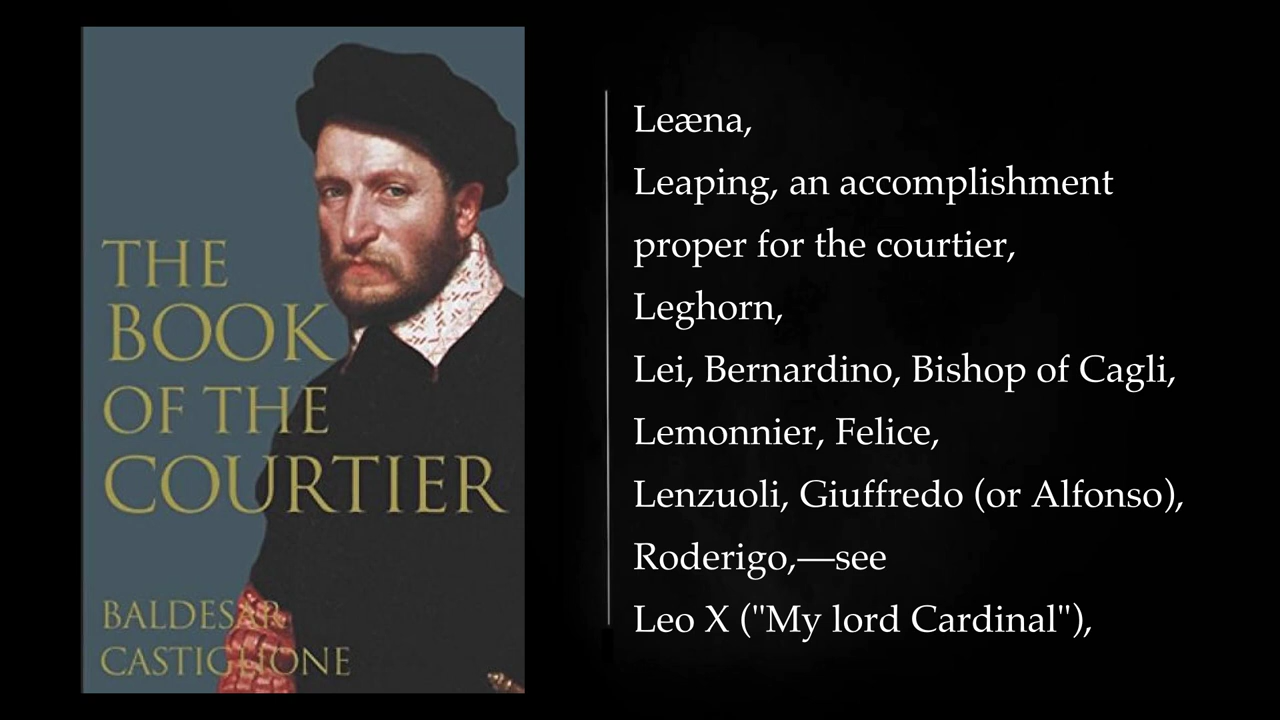 THE
BOOK
OF THE
COURTIER
BALDESAR
CASTIGLIONE
Leæna,
Leaping, an accomplishment
proper for the courtier,
Leghorn,
Lei, Bernardino, Bishop of Cagli,
Lemonnier, Felice,
Lenzuoli, Giuffredo (or Alfonso),
Roderigo,—see
Leo X ("My lord Cardinal"),